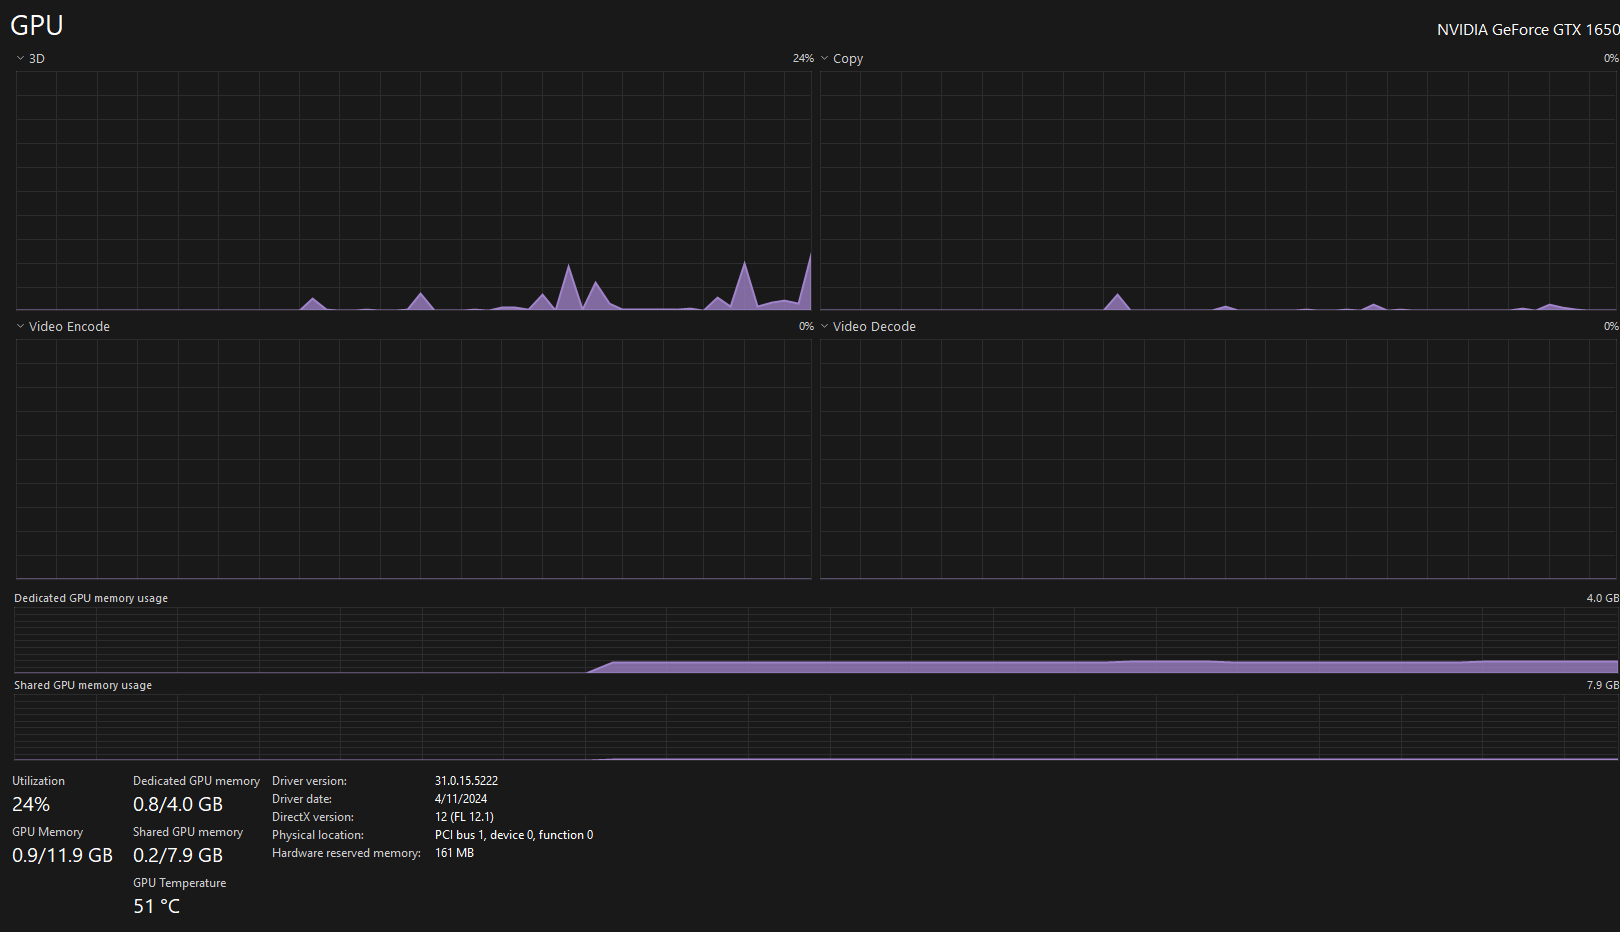 GPU
NVIDIA GeForce GTX 1650
3D 24%
Copy 0%
Video Encode 0%
Video Decode 0%
Dedicated GPU memory usage 4.0 GB
Shared GPU memory usage 7.9 GB
Utilization
24%
Dedicated GPU memory
0.8/4.0 GB
GPU Memory
0.9/11.9 GB
Shared GPU memory
0.2/7.9 GB
GPU Temperature
51 °C
Driver version: 31.0.15.5222
Driver date: 4/11/2024
DirectX version: 12 (FL 12.1)
Physical location: PCI bus 1, device 0, function 0
Hardware reserved memory: 161 MB